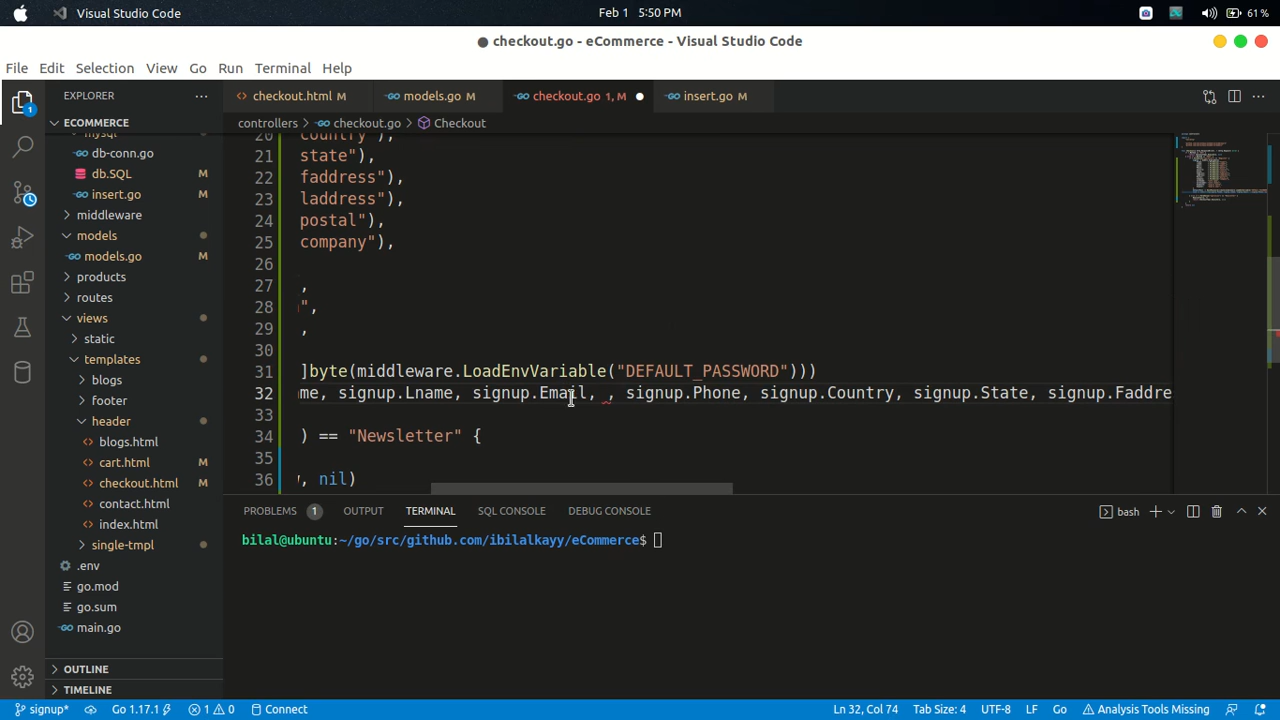 Visual Studio Code
Feb 1 5:50 PM
61 %
● checkout.go - eCommerce - Visual Studio Code
File Edit Selection View Go Run Terminal Help
EXPLORER
checkout.html M
models.go M
checkout.go 1, M
insert.go M
ECOMMERCE
controllers > checkout.go > Checkout
mysql
db-conn.go
db.SQL M
insert.go M
middleware
models
models.go M
products
routes
views
static
templates
blogs
footer
header
blogs.html
cart.html M
checkout.html M
contact.html
index.html
single-tmpl
.env
go.mod
go.sum
main.go
OUTLINE
TIMELINE
20 country"),
21 state"),
22 faddress"),
23 laddress"),
24 postal"),
25 company"),
26
27 ,
28 ",
29 ,
30
31 ]byte(middleware.LoadEnvVariable("DEFAULT_PASSWORD")))
32 me, signup.Lname, signup.Email, , signup.Phone, signup.Country, signup.State, signup.Faddre
33
34 ) == "Newsletter" {
35
36 , nil)
PROBLEMS 1 OUTPUT TERMINAL SQL CONSOLE DEBUG CONSOLE
bash
bilal@ubuntu:~/go/src/github.com/ibilalkayy/eCommerce$
signup* Go 1.17.1 1 0 Connect
Ln 32, Col 74 Tab Size: 4 UTF-8 LF Go Analysis Tools Missing